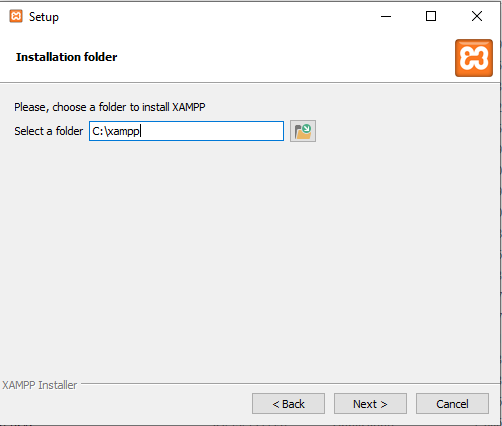 Setup
Installation folder
Please, choose a folder to install XAMPP
Select a folder C:\xampp
XAMPP Installer
< Back Next > Cancel